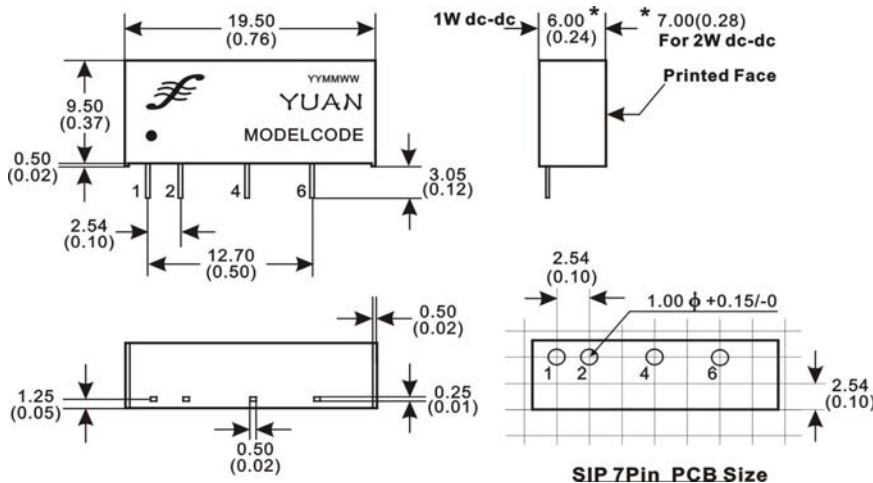 19.50
(0.76)
1W dc-dc
6.00 *
(0.24)
* 7.00(0.28)
For 2W dc-dc
Printed Face
YYMMWW
YUAN
MODELCODE
9.50
(0.37)
0.50
(0.02)
1 2 4 6
3.05
(0.12)
2.54
(0.10)
12.70
(0.50)
0.50
(0.02)
1.25
(0.05)
0.25
(0.01)
0.50
(0.02)
2.54
(0.10)
1.00 ϕ +0.15/-0
1 2 4 6
2.54
(0.10)
SIP 7Pin PCB Size